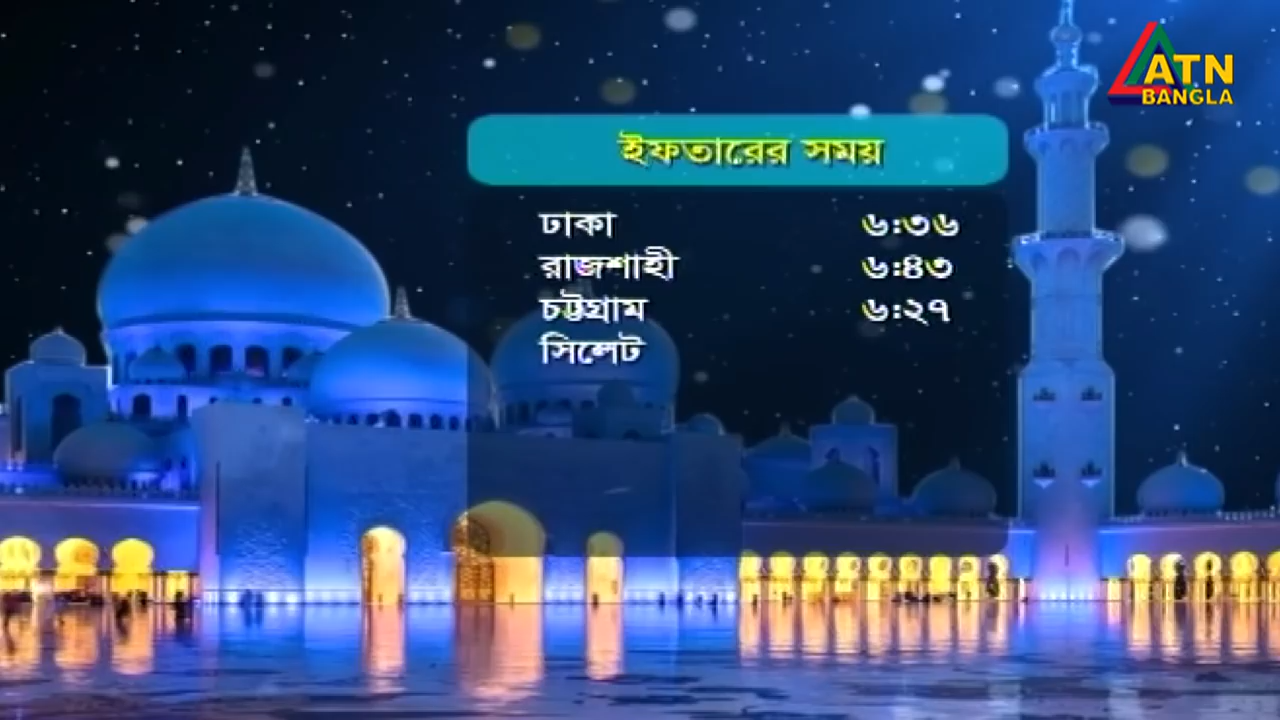 ATN
BANGLA
ইফতারের সময়
ঢাকা ৬:৩৬
রাজশাহী ৬:৪৩
চট্টগ্রাম ৬:২৭
সিলেট